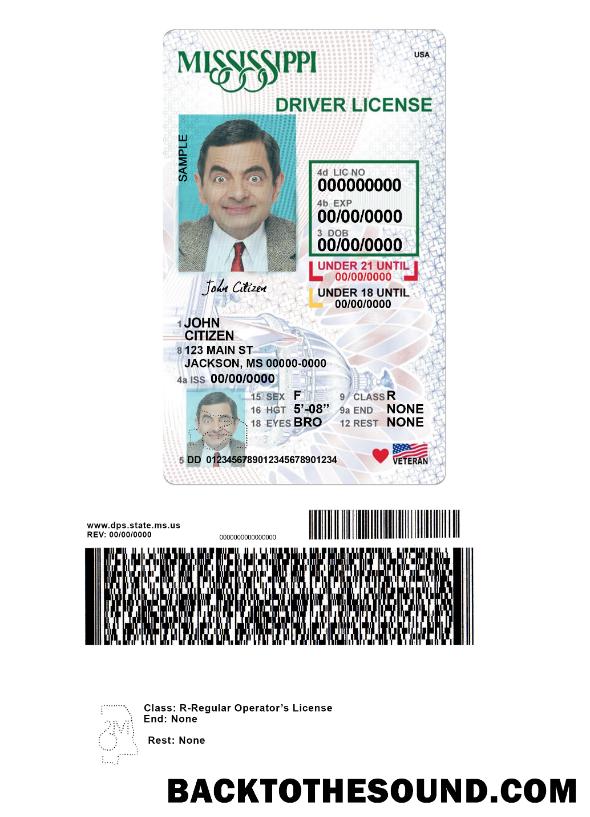 MISSISSIPPI
USA
DRIVER LICENSE
SAMPLE
4d LIC NO
000000000
4b EXP
00/00/0000
3 DOB
00/00/0000
UNDER 21 UNTIL
00/00/0000
UNDER 18 UNTIL
00/00/0000
John Citizen
1 JOHN
CITIZEN
8 123 MAIN ST
JACKSON, MS 00000-0000
4a ISS 00/00/0000
15 SEX F 9 CLASS R
16 HGT 5'-08" 9a END NONE
18 EYES BRO 12 REST NONE
5 DD 0123456789012345678901234
VETERAN
www.dps.state.ms.us
REV: 00/00/0000
0000000000000000
Class: R-Regular Operator's License
End: None
Rest: None
BACKTOTHESOUND.COM